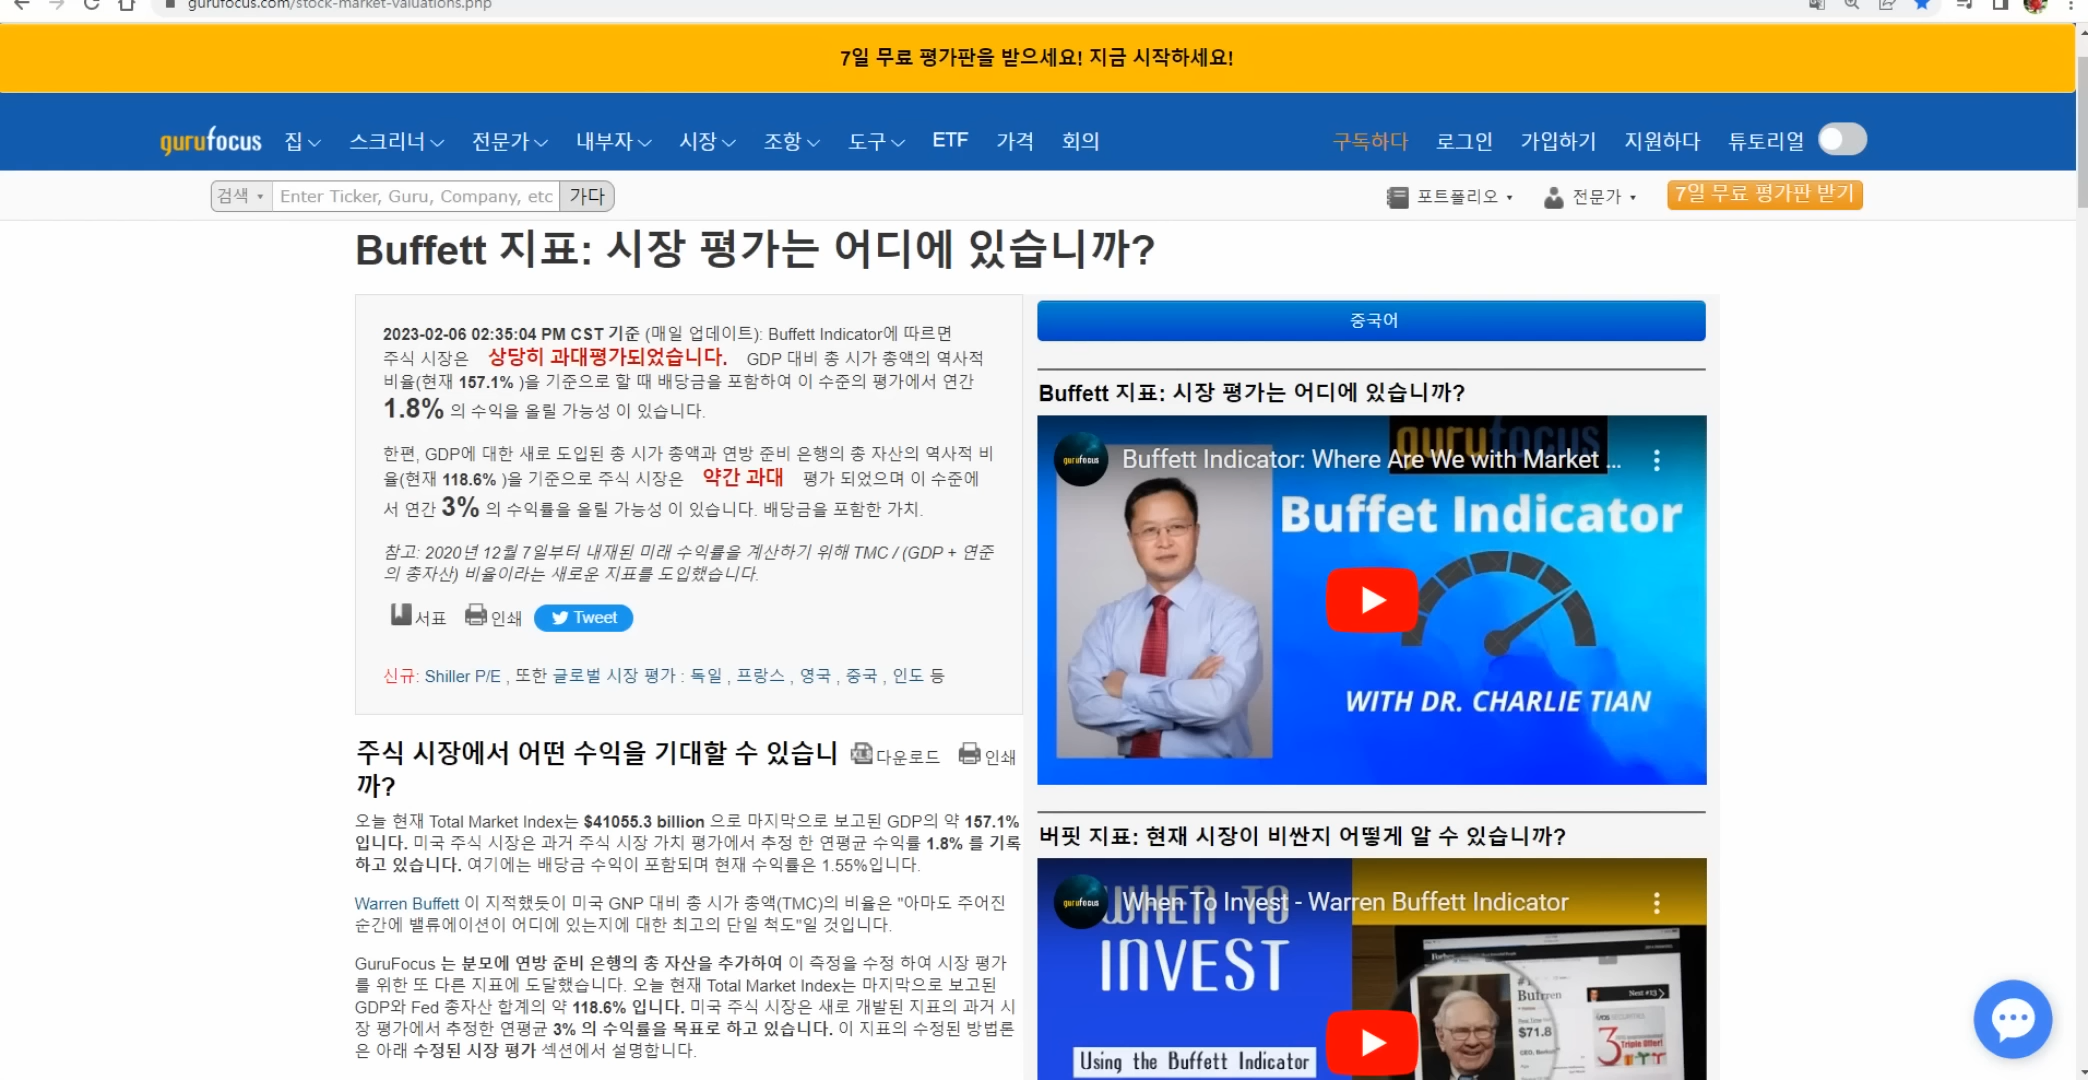 gurufocus.com/stock-market-valuations.php
7일 무료 평가판을 받으세요! 지금 시작하세요!
gurufocus 집 스크리너 전문가 내부자 시장 조항 도구 ETF 가격 회의 구독하다 로그인 가입하기 지원하다 튜토리얼
검색 Enter Ticker, Guru, Company, etc 가다 포트폴리오 전문가 7일 무료 평가판 받기
Buffett 지표: 시장 평가는 어디에 있습니까?
2023-02-06 02:35:04 PM CST 기준 (매일 업데이트): Buffett Indicator에 따르면
주식 시장은 상당히 과대평가되었습니다. GDP 대비 총 시가 총액의 역사적
비율(현재 157.1% )을 기준으로 할 때 배당금을 포함하여 이 수준의 평가에서 연간
1.8% 의 수익을 올릴 가능성 이 있습니다.
한편, GDP에 대한 새로 도입된 총 시가 총액과 연방 준비 은행의 총 자산의 역사적 비
율(현재 118.6% )을 기준으로 주식 시장은 약간 과대 평가 되었으며 이 수준에
서 연간 3% 의 수익률을 올릴 가능성 이 있습니다. 배당금을 포함한 가치.
참고: 2020년 12월 7일부터 내재된 미래 수익률을 계산하기 위해 TMC / (GDP + 연준
의 총자산) 비율이라는 새로운 지표를 도입했습니다.
서표 인쇄 Tweet
신규: Shiller P/E , 또한 글로벌 시장 평가 : 독일 , 프랑스 , 영국 , 중국 , 인도 등
주식 시장에서 어떤 수익을 기대할 수 있습니
까?
다운로드 인쇄
오늘 현재 Total Market Index는 $41055.3 billion 으로 마지막으로 보고된 GDP의 약 157.1%
입니다. 미국 주식 시장은 과거 주식 시장 가치 평가에서 추정 한 연평균 수익률 1.8% 를 기록
하고 있습니다. 여기에는 배당금 수익이 포함되며 현재 수익률은 1.55%입니다.
Warren Buffett 이 지적했듯이 미국 GNP 대비 총 시가 총액(TMC)의 비율은 "아마도 주어진
순간에 밸류에이션이 어디에 있는지에 대한 최고의 단일 척도"일 것입니다.
GuruFocus 는 분모에 연방 준비 은행의 총 자산을 추가하여 이 측정을 수정 하여 시장 평가
를 위한 또 다른 지표에 도달했습니다. 오늘 현재 Total Market Index는 마지막으로 보고된
GDP와 Fed 총자산 합계의 약 118.6% 입니다. 미국 주식 시장은 새로 개발된 지표의 과거 시
장 평가에서 추정한 연평균 3% 의 수익률을 목표로 하고 있습니다. 이 지표의 수정된 방법론
은 아래 수정된 시장 평가 섹션에서 설명합니다.
중국어
Buffett 지표: 시장 평가는 어디에 있습니까?
gurufocus
gurufocus Buffett Indicator: Where Are We with Market ...
Buffet Indicator
WITH DR. CHARLIE TIAN
버핏 지표: 현재 시장이 비싼지 어떻게 알 수 있습니까?
gurufocus When To Invest - Warren Buffett Indicator
WHEN TO
INVEST
Using the Buffett Indicator
$71.8
Next #13
3
Triple Offer!